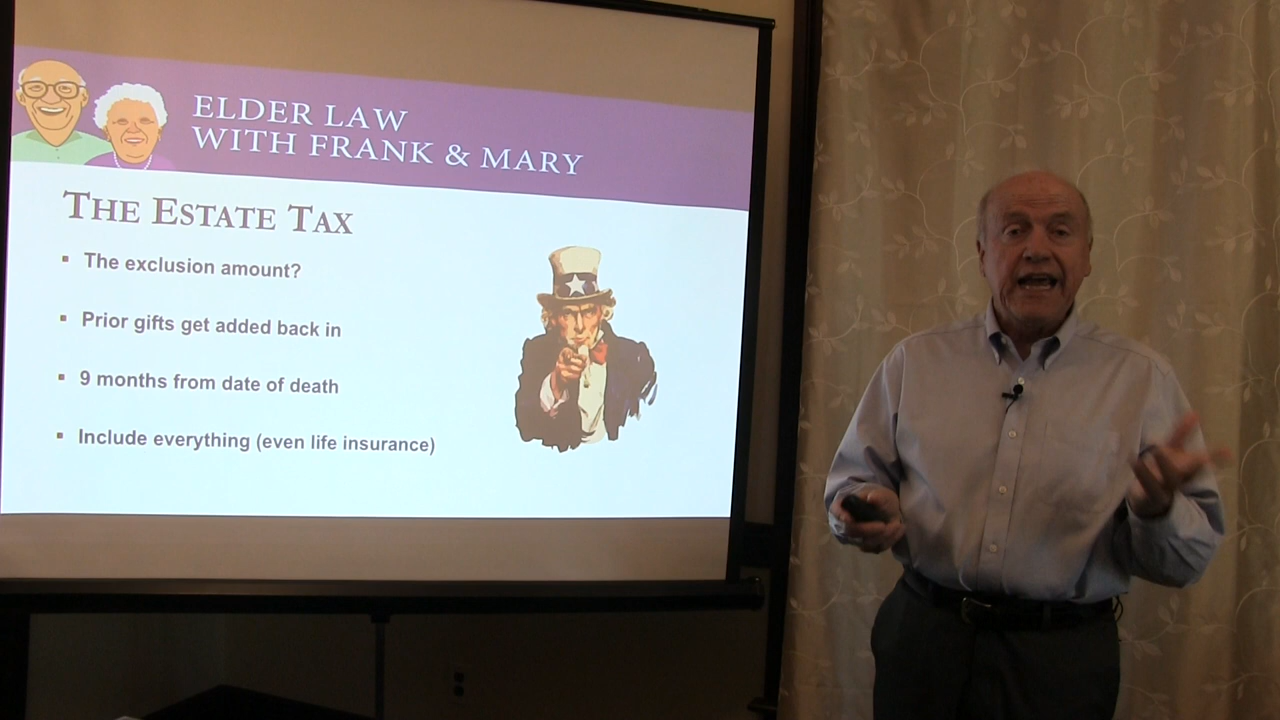 ELDER LAW
WITH FRANK & MARY
THE ESTATE TAX
The exclusion amount?
Prior gifts get added back in
9 months from date of death
Include everything (even life insurance)